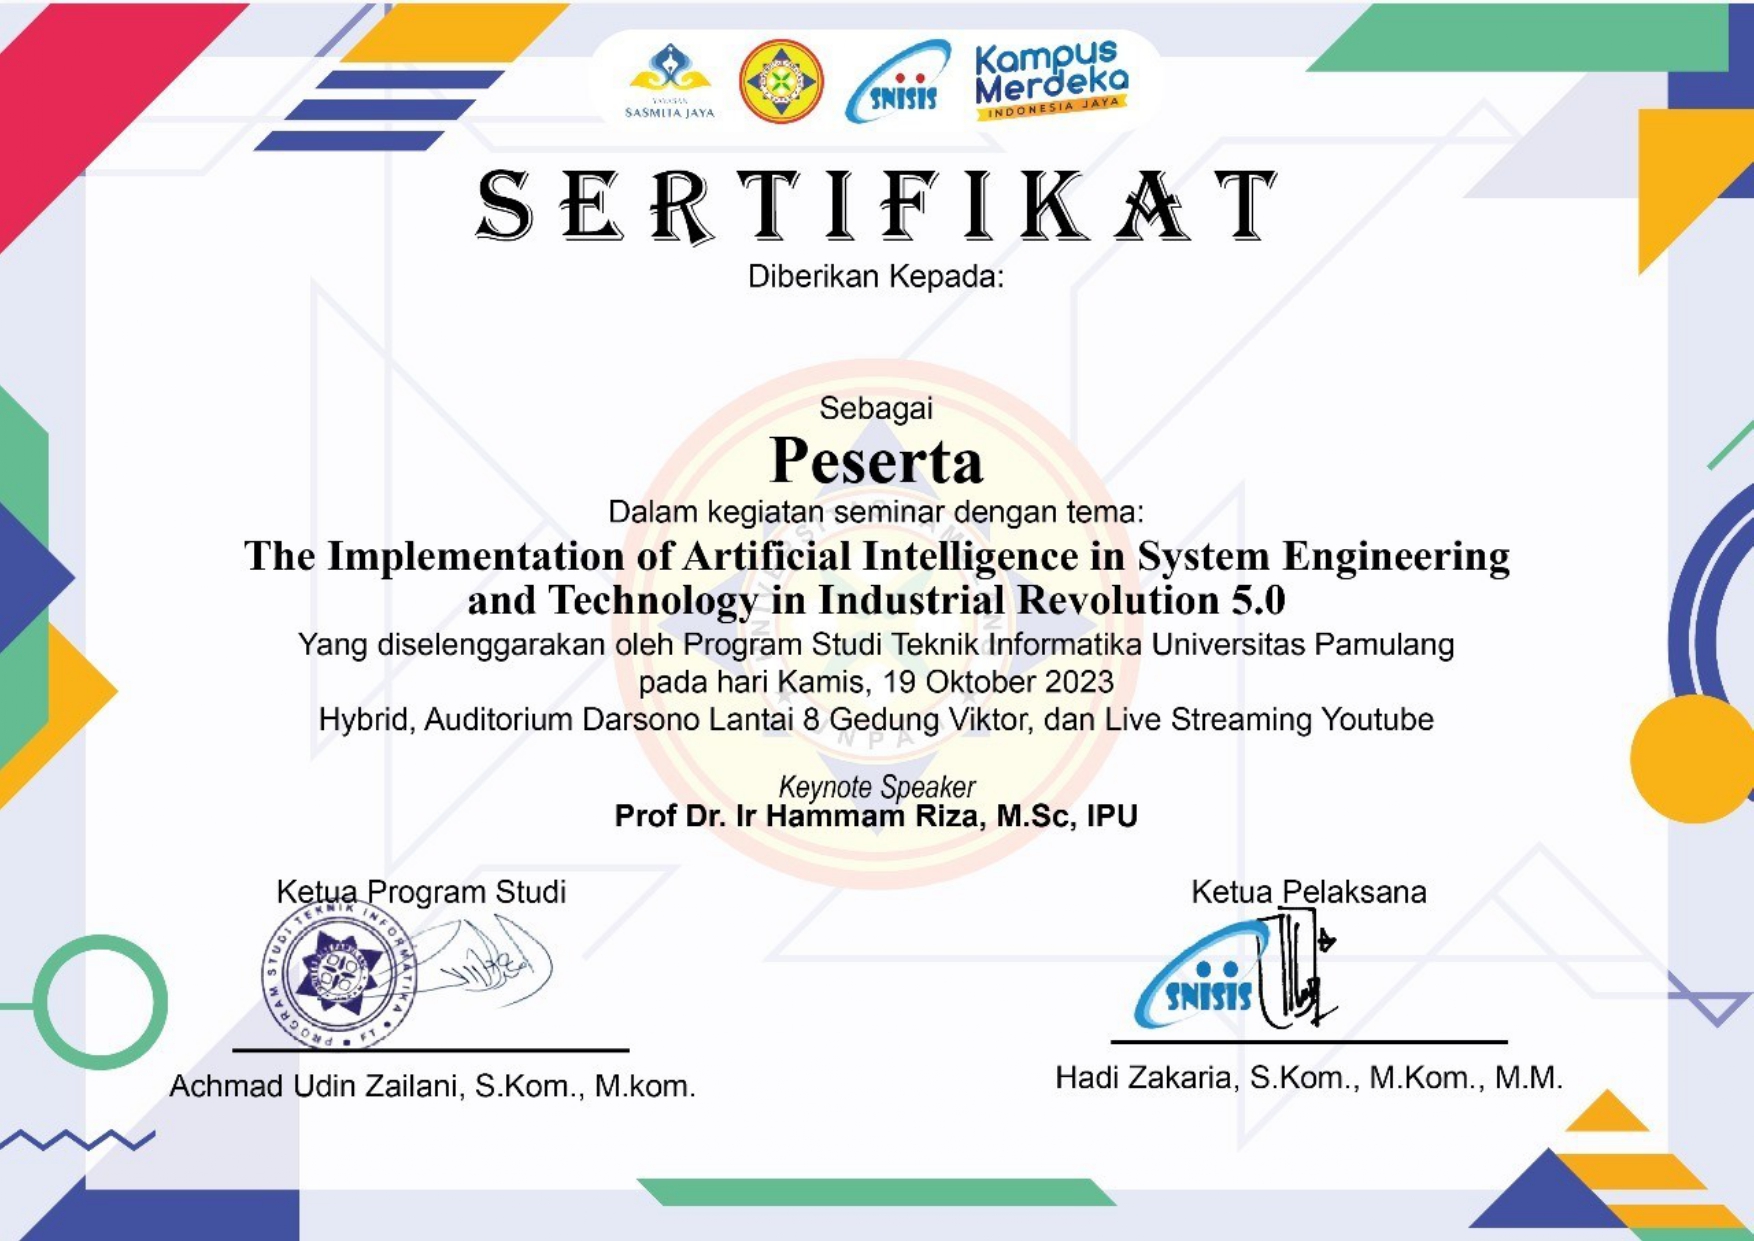 YAYASAN
SASMITA JAYA
SNISIS
Kampus
Merdeka
INDONESIA JAYA
SERTIFIKAT
Diberikan Kepada:
Sebagai
Peserta
Dalam kegiatan seminar dengan tema:
The Implementation of Artificial Intelligence in System Engineering
and Technology in Industrial Revolution 5.0
Yang diselenggarakan oleh Program Studi Teknik Informatika Universitas Pamulang
pada hari Kamis, 19 Oktober 2023
Hybrid, Auditorium Darsono Lantai 8 Gedung Viktor, dan Live Streaming Youtube
UNIVERSITAS PAMULANG
UNPAM
Keynote Speaker
Prof Dr. Ir Hammam Riza, M.Sc, IPU
Ketua Program Studi
PROGRAM STUDI TEKNIK INFORMATIKA • FT •
Achmad Udin Zailani, S.Kom., M.kom.
Ketua Pelaksana
SNISIS
Hadi Zakaria, S.Kom., M.Kom., M.M.